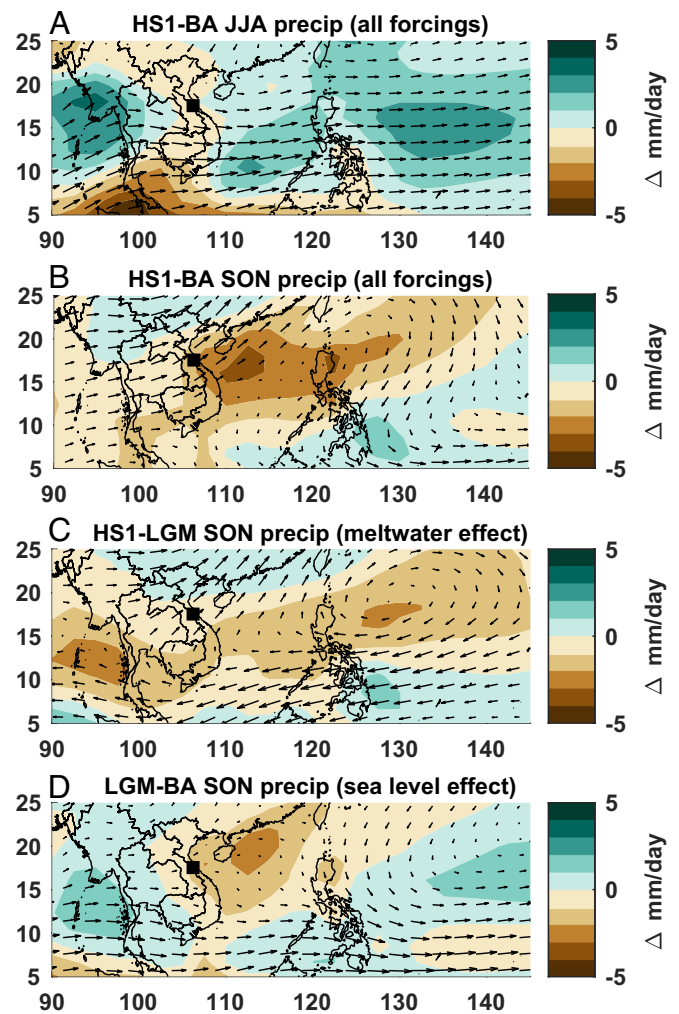 A HS1-BA JJA precip (all forcings)
25
20
15
10
5
90 100 110 120 130 140
5
0
-5
Δ mm/day
B HS1-BA SON precip (all forcings)
25
20
15
10
5
90 100 110 120 130 140
5
0
-5
Δ mm/day
C HS1-LGM SON precip (meltwater effect)
25
20
15
10
5
90 100 110 120 130 140
5
0
-5
Δ mm/day
D LGM-BA SON precip (sea level effect)
25
20
15
10
5
90 100 110 120 130 140
5
0
-5
Δ mm/day